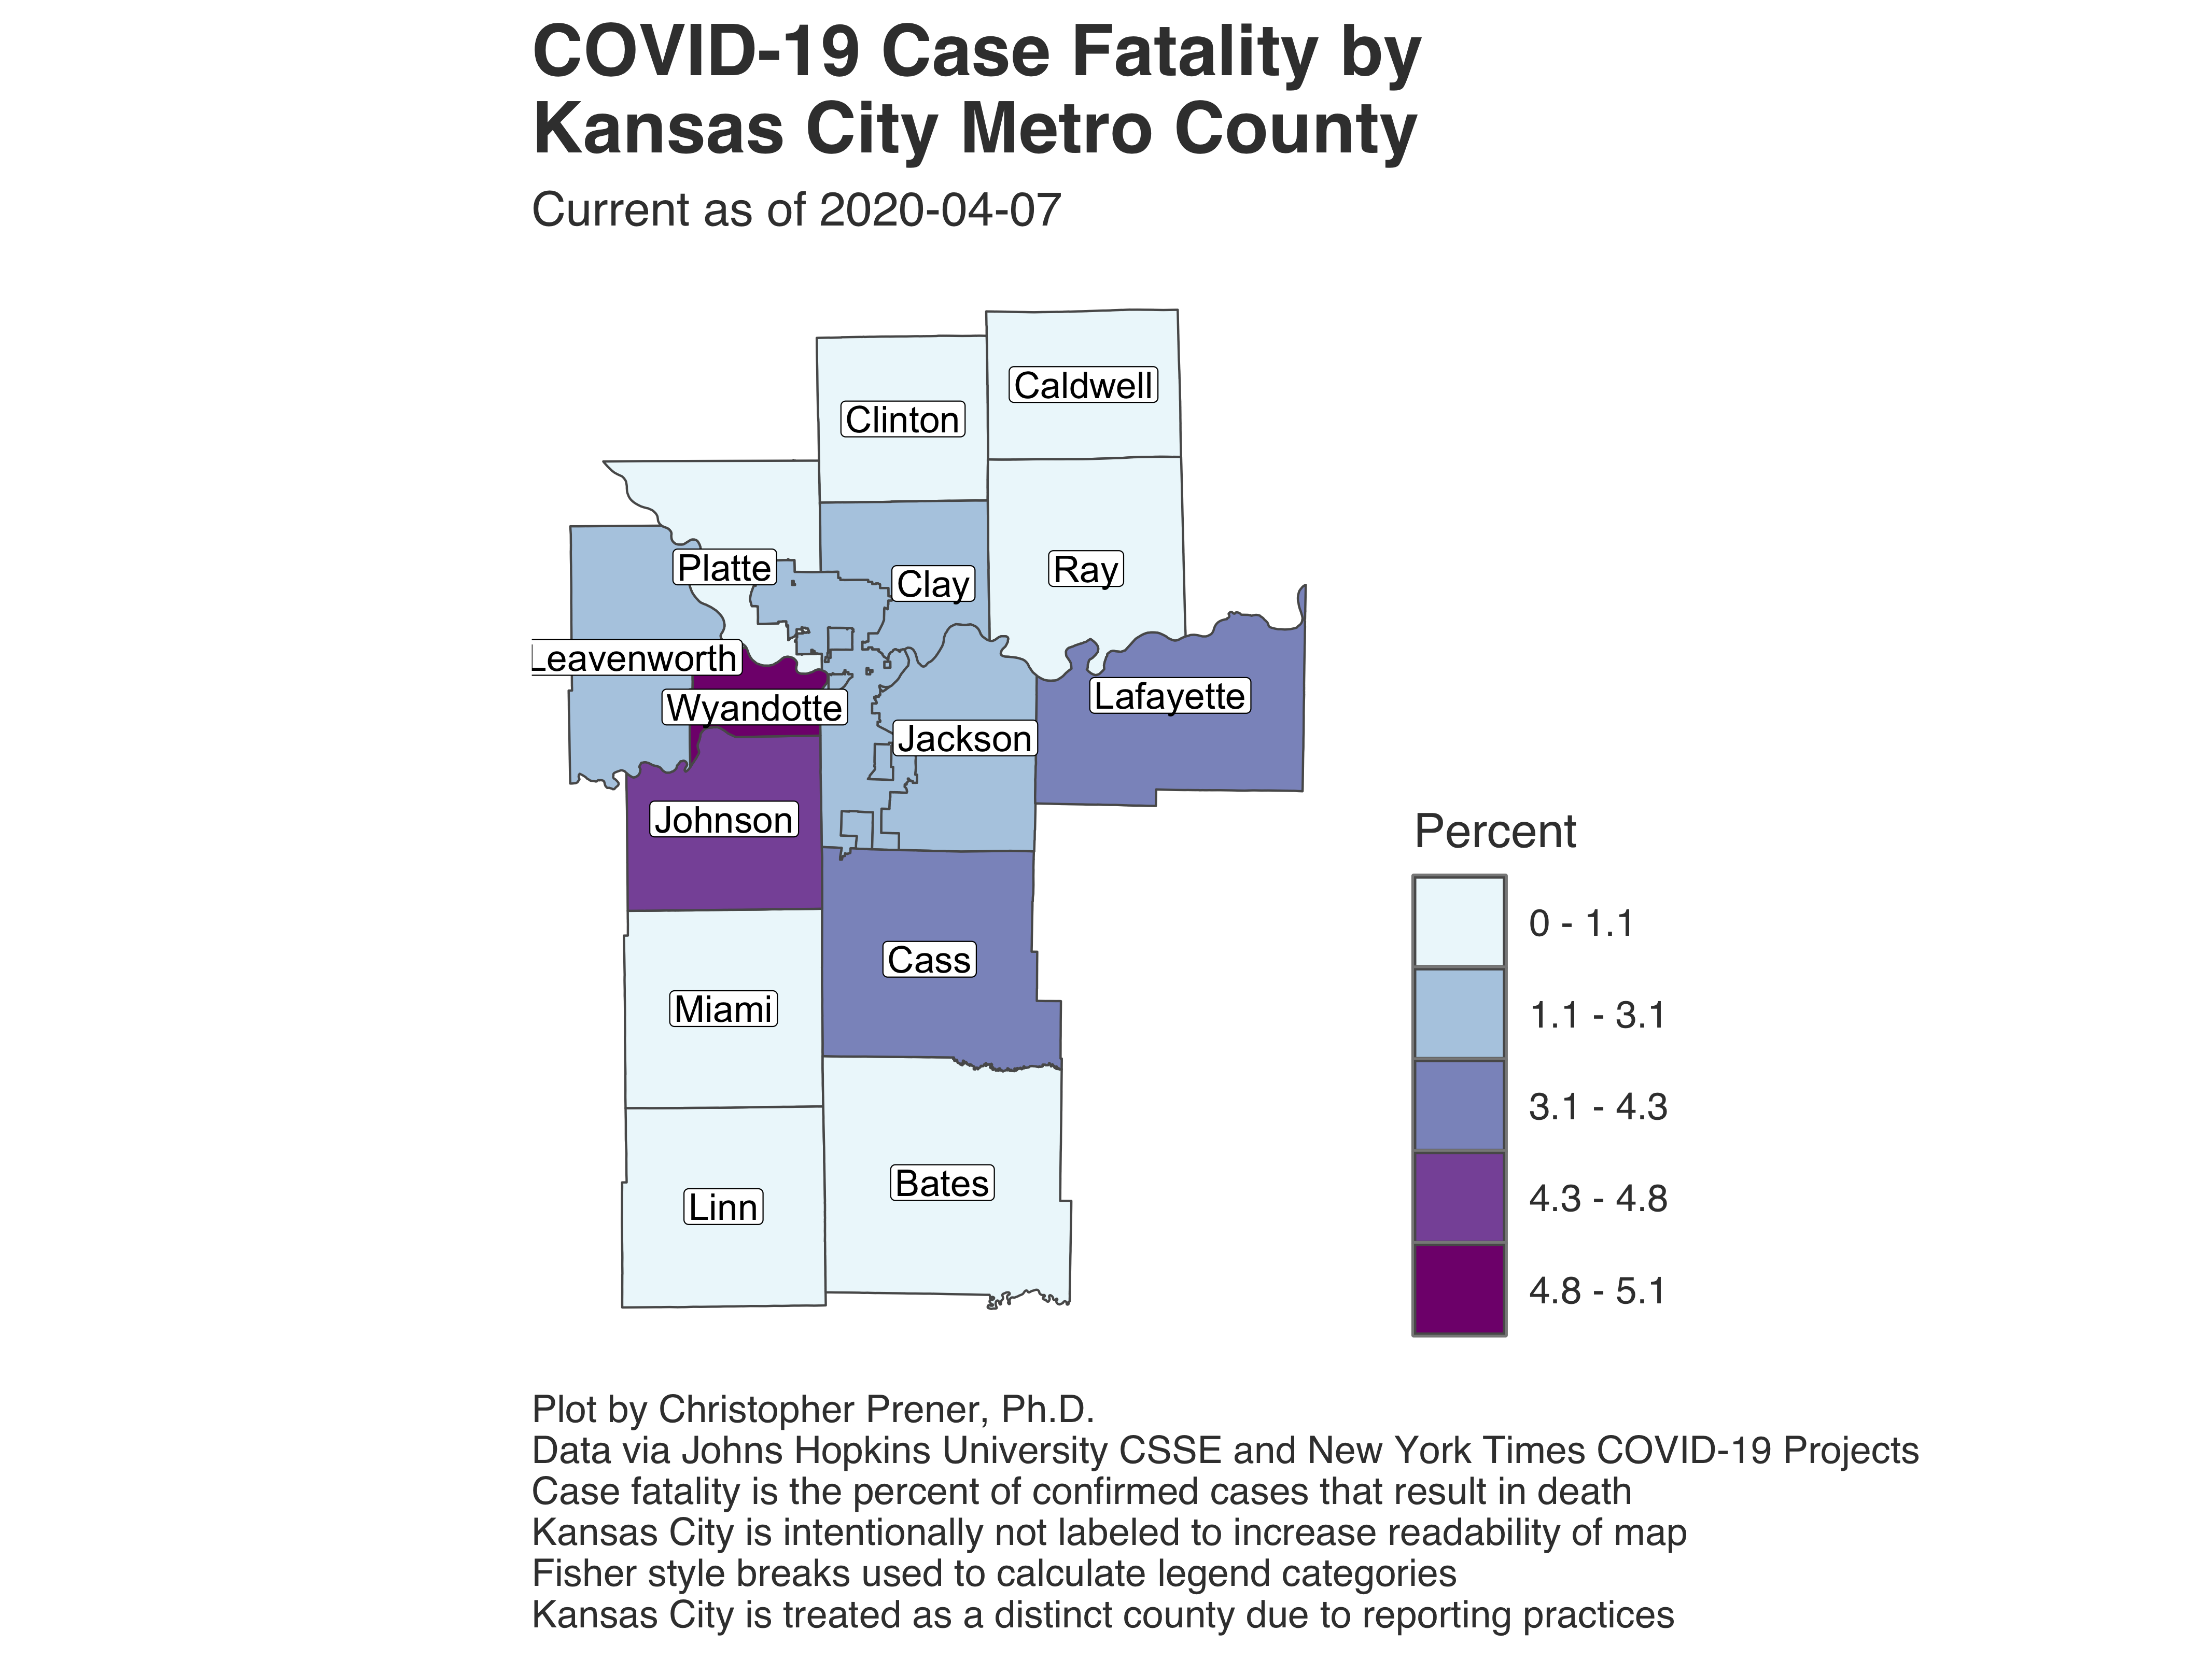 COVID-19 Case Fatality by
Kansas City Metro County
Current as of 2020-04-07
Caldwell
Clinton
Platte
Clay
Ray
Leavenworth
Wyandotte
Lafayette
Jackson
Johnson
Cass
Miami
Bates
Linn
Percent
0 - 1.1
1.1 - 3.1
3.1 - 4.3
4.3 - 4.8
4.8 - 5.1
Plot by Christopher Prener, Ph.D.
Data via Johns Hopkins University CSSE and New York Times COVID-19 Projects
Case fatality is the percent of confirmed cases that result in death
Kansas City is intentionally not labeled to increase readability of map
Fisher style breaks used to calculate legend categories
Kansas City is treated as a distinct county due to reporting practices